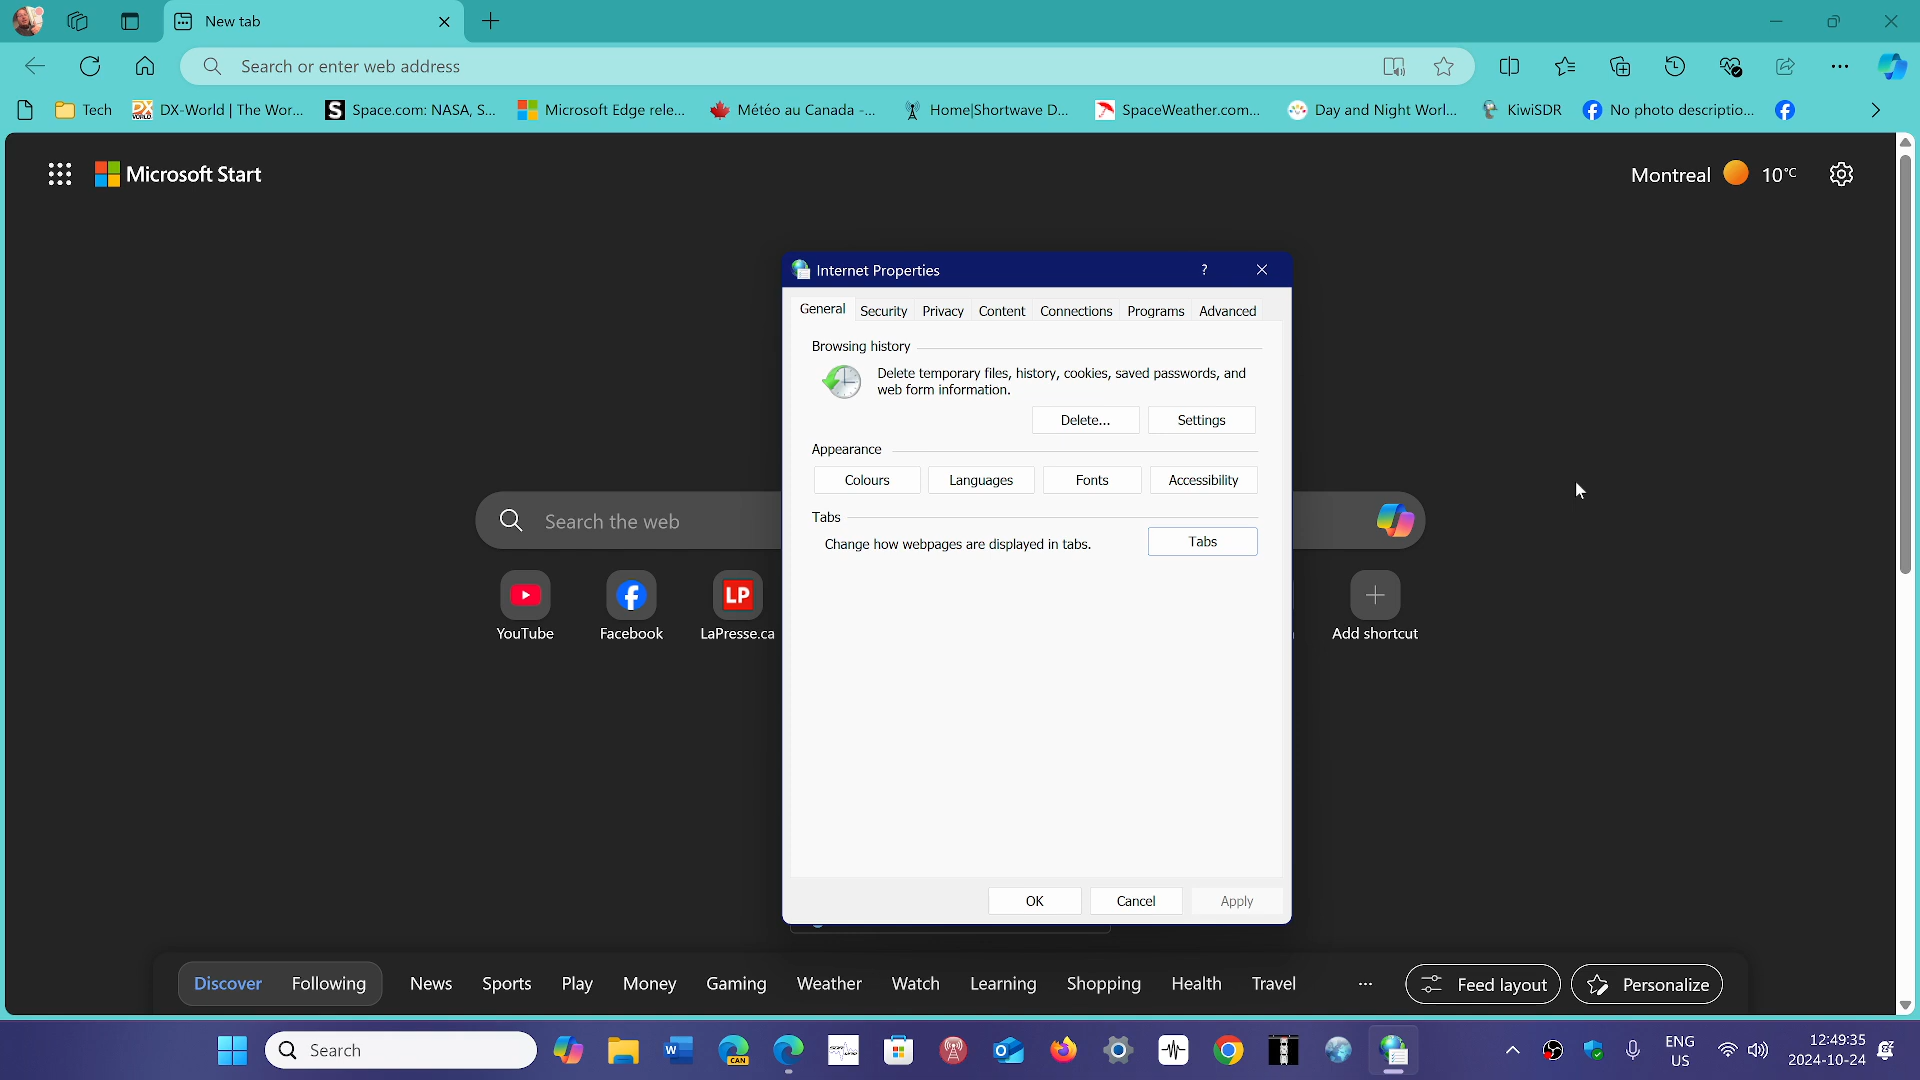 New tab
Search or enter web address
Tech
DX-World | The Wor...
Space.com: NASA, S...
Microsoft Edge rele...
Météo au Canada -...
Home|Shortwave D...
SpaceWeather.com...
Day and Night Worl...
KiwiSDR
No photo descriptio...
Microsoft Start
Montreal 10°C
Internet Properties
?
General Security Privacy Content Connections Programs Advanced
Browsing history
Delete temporary files, history, cookies, saved passwords, and
web form information.
Delete... Settings
Appearance
Colours Languages Fonts Accessibility
Tabs
Change how webpages are displayed in tabs.
Tabs
OK Cancel Apply
Search the web
YouTube
Facebook
LP
LaPresse.ca
Add shortcut
Discover Following News Sports Play Money Gaming Weather Watch Learning Shopping Health Travel ... Feed layout Personalize
Search
W
CAN
ENG
US
12:49:35
2024-10-24